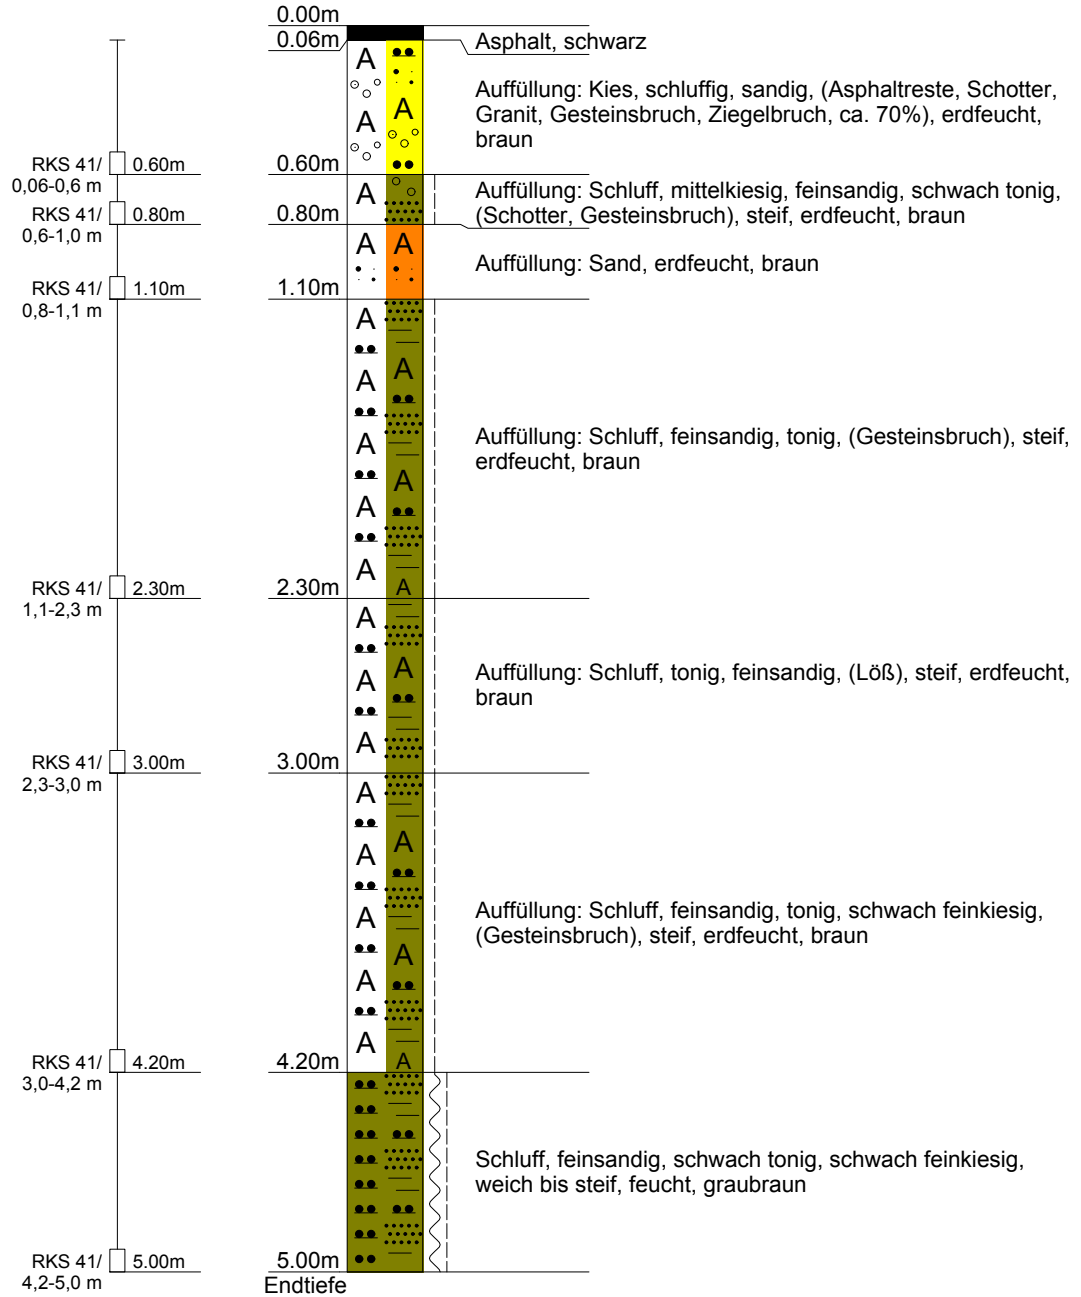 0.00m
0.06m
Asphalt, schwarz
A
A
A
Auffüllung: Kies, schluffig, sandig, (Asphaltreste, Schotter,
Granit, Gesteinsbruch, Ziegelbruch, ca. 70%), erdfeucht,
braun
RKS 41/
0,06-0,6 m
0.60m
0.60m
A
Auffüllung: Schluff, mittelkiesig, feinsandig, schwach tonig,
(Schotter, Gesteinsbruch), steif, erdfeucht, braun
RKS 41/
0,6-1,0 m
0.80m
0.80m
A A
Auffüllung: Sand, erdfeucht, braun
RKS 41/
0,8-1,1 m
1.10m
1.10m
A
A
A
A
A
A
A
A
Auffüllung: Schluff, feinsandig, tonig, (Gesteinsbruch), steif,
erdfeucht, braun
RKS 41/
1,1-2,3 m
2.30m
2.30m
A
A
A
A
Auffüllung: Schluff, tonig, feinsandig, (Löß), steif, erdfeucht,
braun
RKS 41/
2,3-3,0 m
3.00m
3.00m
A
A
A
A
A
A
A
A
Auffüllung: Schluff, feinsandig, tonig, schwach feinkiesig,
(Gesteinsbruch), steif, erdfeucht, braun
RKS 41/
3,0-4,2 m
4.20m
4.20m
Schluff, feinsandig, schwach tonig, schwach feinkiesig,
weich bis steif, feucht, graubraun
RKS 41/
4,2-5,0 m
5.00m
5.00m
Endtiefe